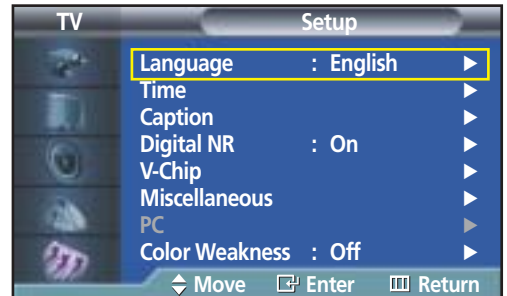 TV Setup
Language : English
Time
Caption
Digital NR : On
V-Chip
Miscellaneous
PC
Color Weakness : Off
Move Enter Return